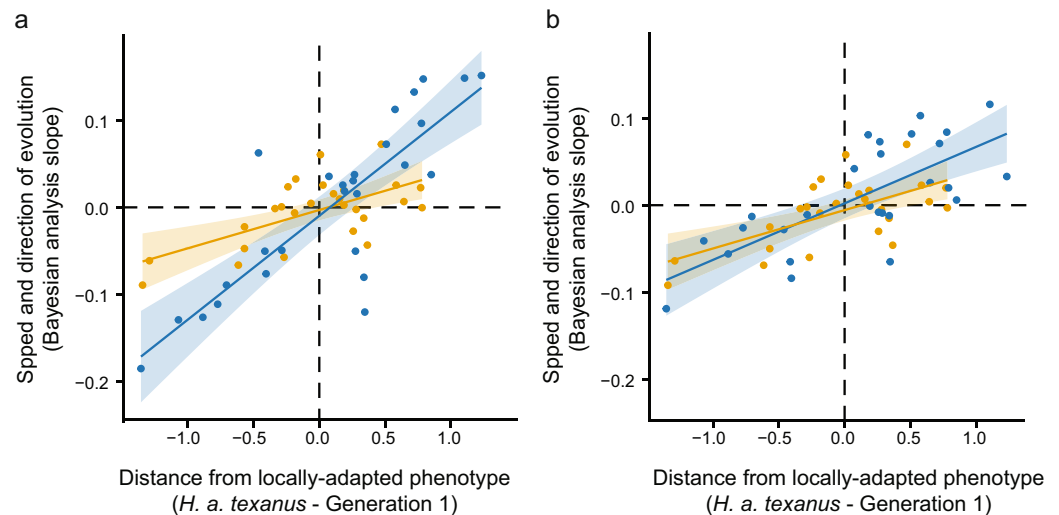 a
Spped and direction of evolution
(Bayesian analysis slope)
0.1
0.0
−0.1
−0.2
−1.0 −0.5 0.0 0.5 1.0
Distance from locally-adapted phenotype
(H. a. texanus - Generation 1)
b
Spped and direction of evolution
(Bayesian analysis slope)
0.1
0.0
−0.1
−0.2
−1.0 −0.5 0.0 0.5 1.0
Distance from locally-adapted phenotype
(H. a. texanus - Generation 1)